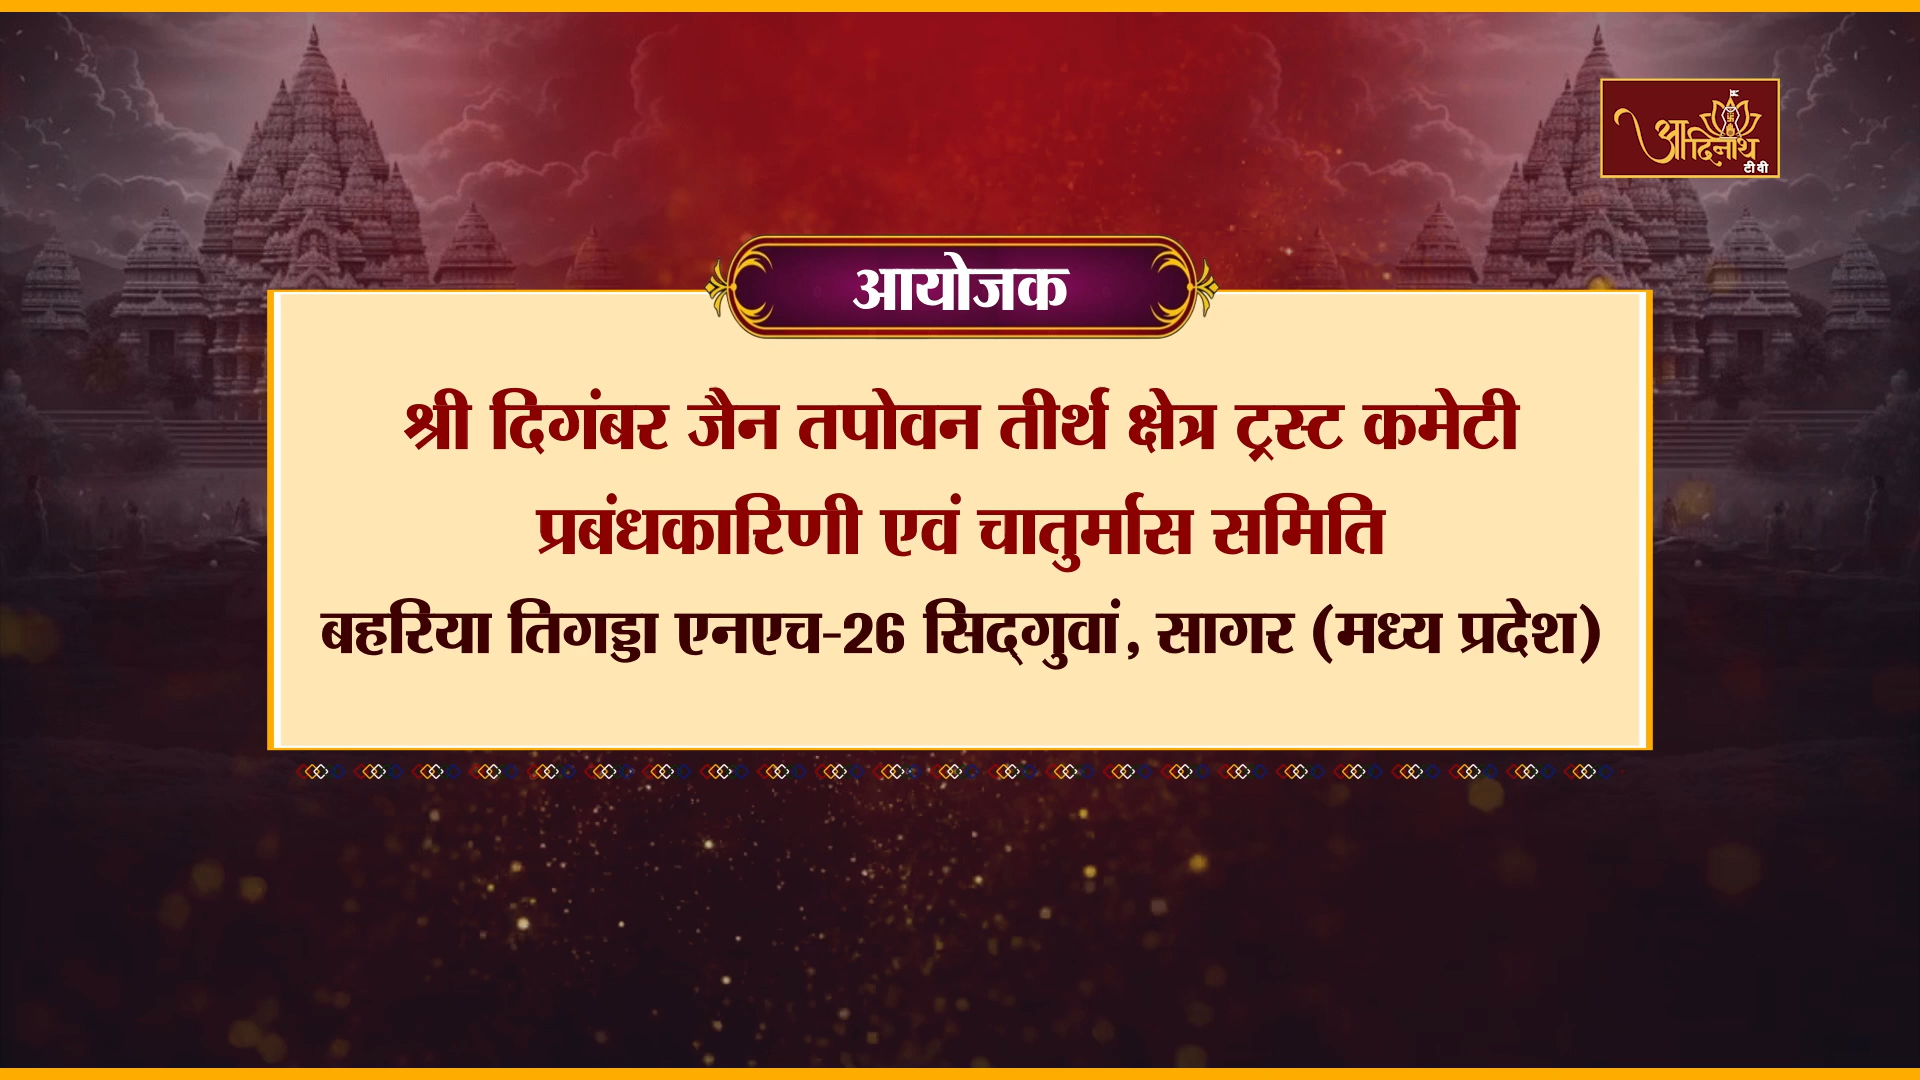 आदिनाथ
टी वी
आयोजक
श्री दिगंबर जैन तपोवन तीर्थ क्षेत्र ट्रस्ट कमेटी
प्रबंधकारिणी एवं चातुर्मास समिति
बहरिया तिगड्डा एनएच-26 सिद्गुवां, सागर (मध्य प्रदेश)